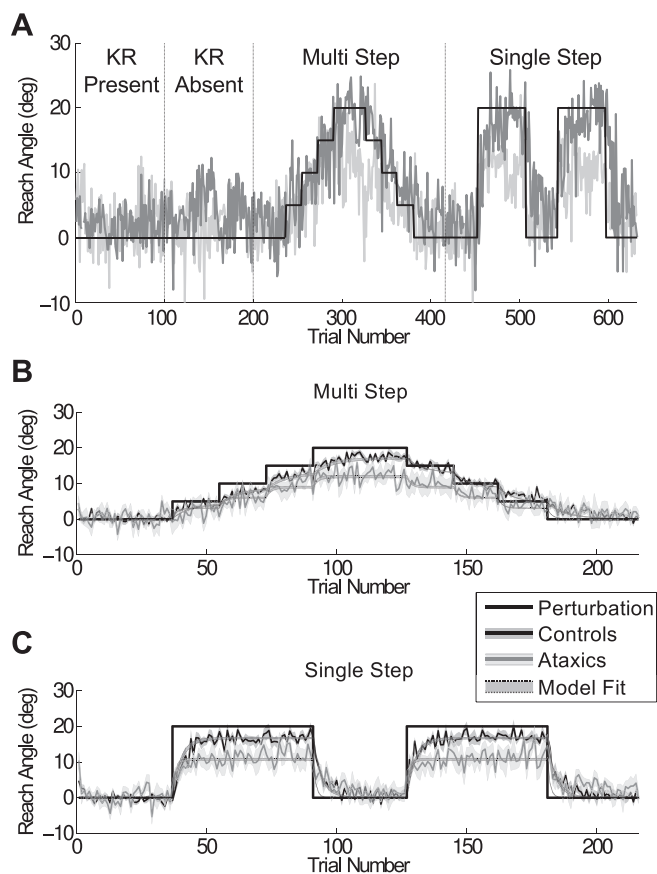 A
KR Present
KR Absent
Multi Step
Single Step
Reach Angle (deg)
30
20
10
0
−10
0 100 200 300 400 500 600
Trial Number
B
Multi Step
Reach Angle (deg)
30
20
10
0
−10
0 50 100 150 200
Trial Number
Perturbation
Controls
Ataxics
Model Fit
C
Single Step
Reach Angle (deg)
30
20
10
0
−10
0 50 100 150 200
Trial Number